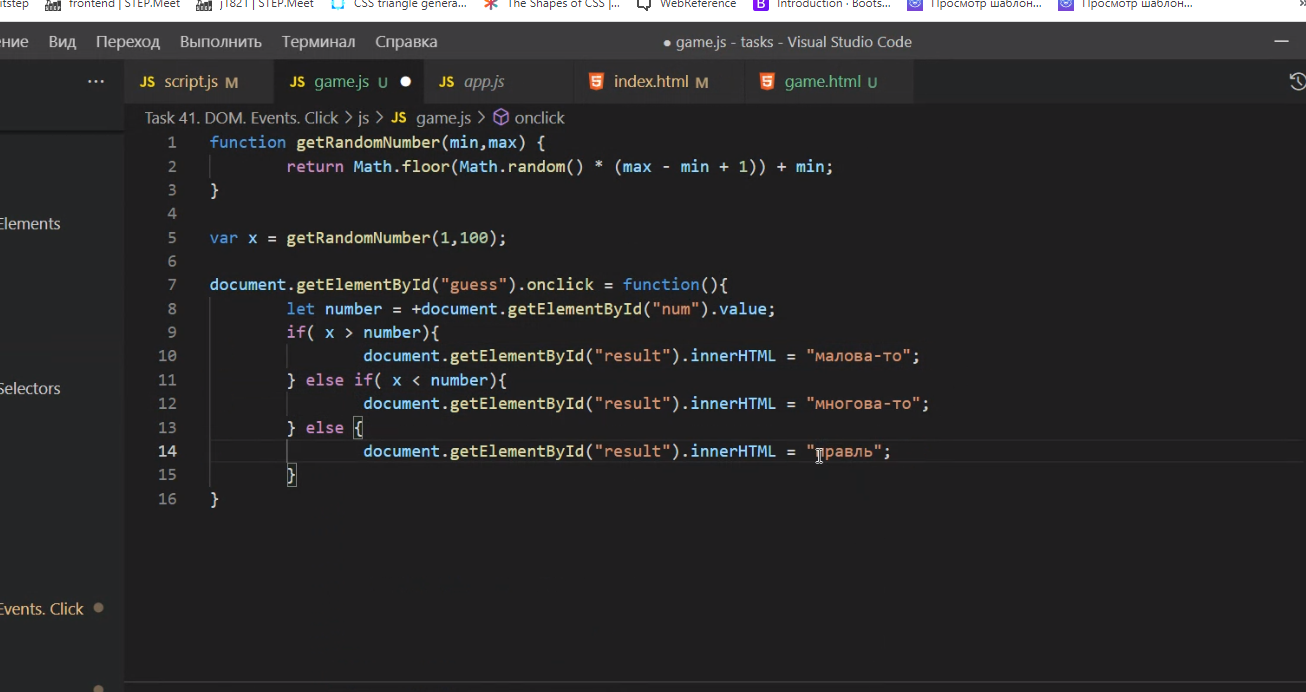 itstep frontend | STEP.Meet j1821 | STEP.Meet CSS triangle genera... The Shapes of CSS |... WebReference B Introduction · Boots... Просмотр шаблон... Просмотр шаблон...
ние Вид Переход Выполнить Терминал Справка ● game.js - tasks - Visual Studio Code
... JS script.js M JS game.js U ● JS app.js index.html M game.html U
Task 41. DOM. Events. Click > js > JS game.js > onclick
1 function getRandomNumber(min,max) {
2 return Math.floor(Math.random() * (max - min + 1)) + min;
3 }
4
Elements
5 var x = getRandomNumber(1,100);
6
7 document.getElementById("guess").onclick = function(){
8 let number = +document.getElementById("num").value;
9 if( x > number){
10 document.getElementById("result").innerHTML = "малова-то";
11 } else if( x < number){
Selectors
12 document.getElementById("result").innerHTML = "многова-то";
13 } else {
14 document.getElementById("result").innerHTML = "правль";
15 }
16 }
Events. Click